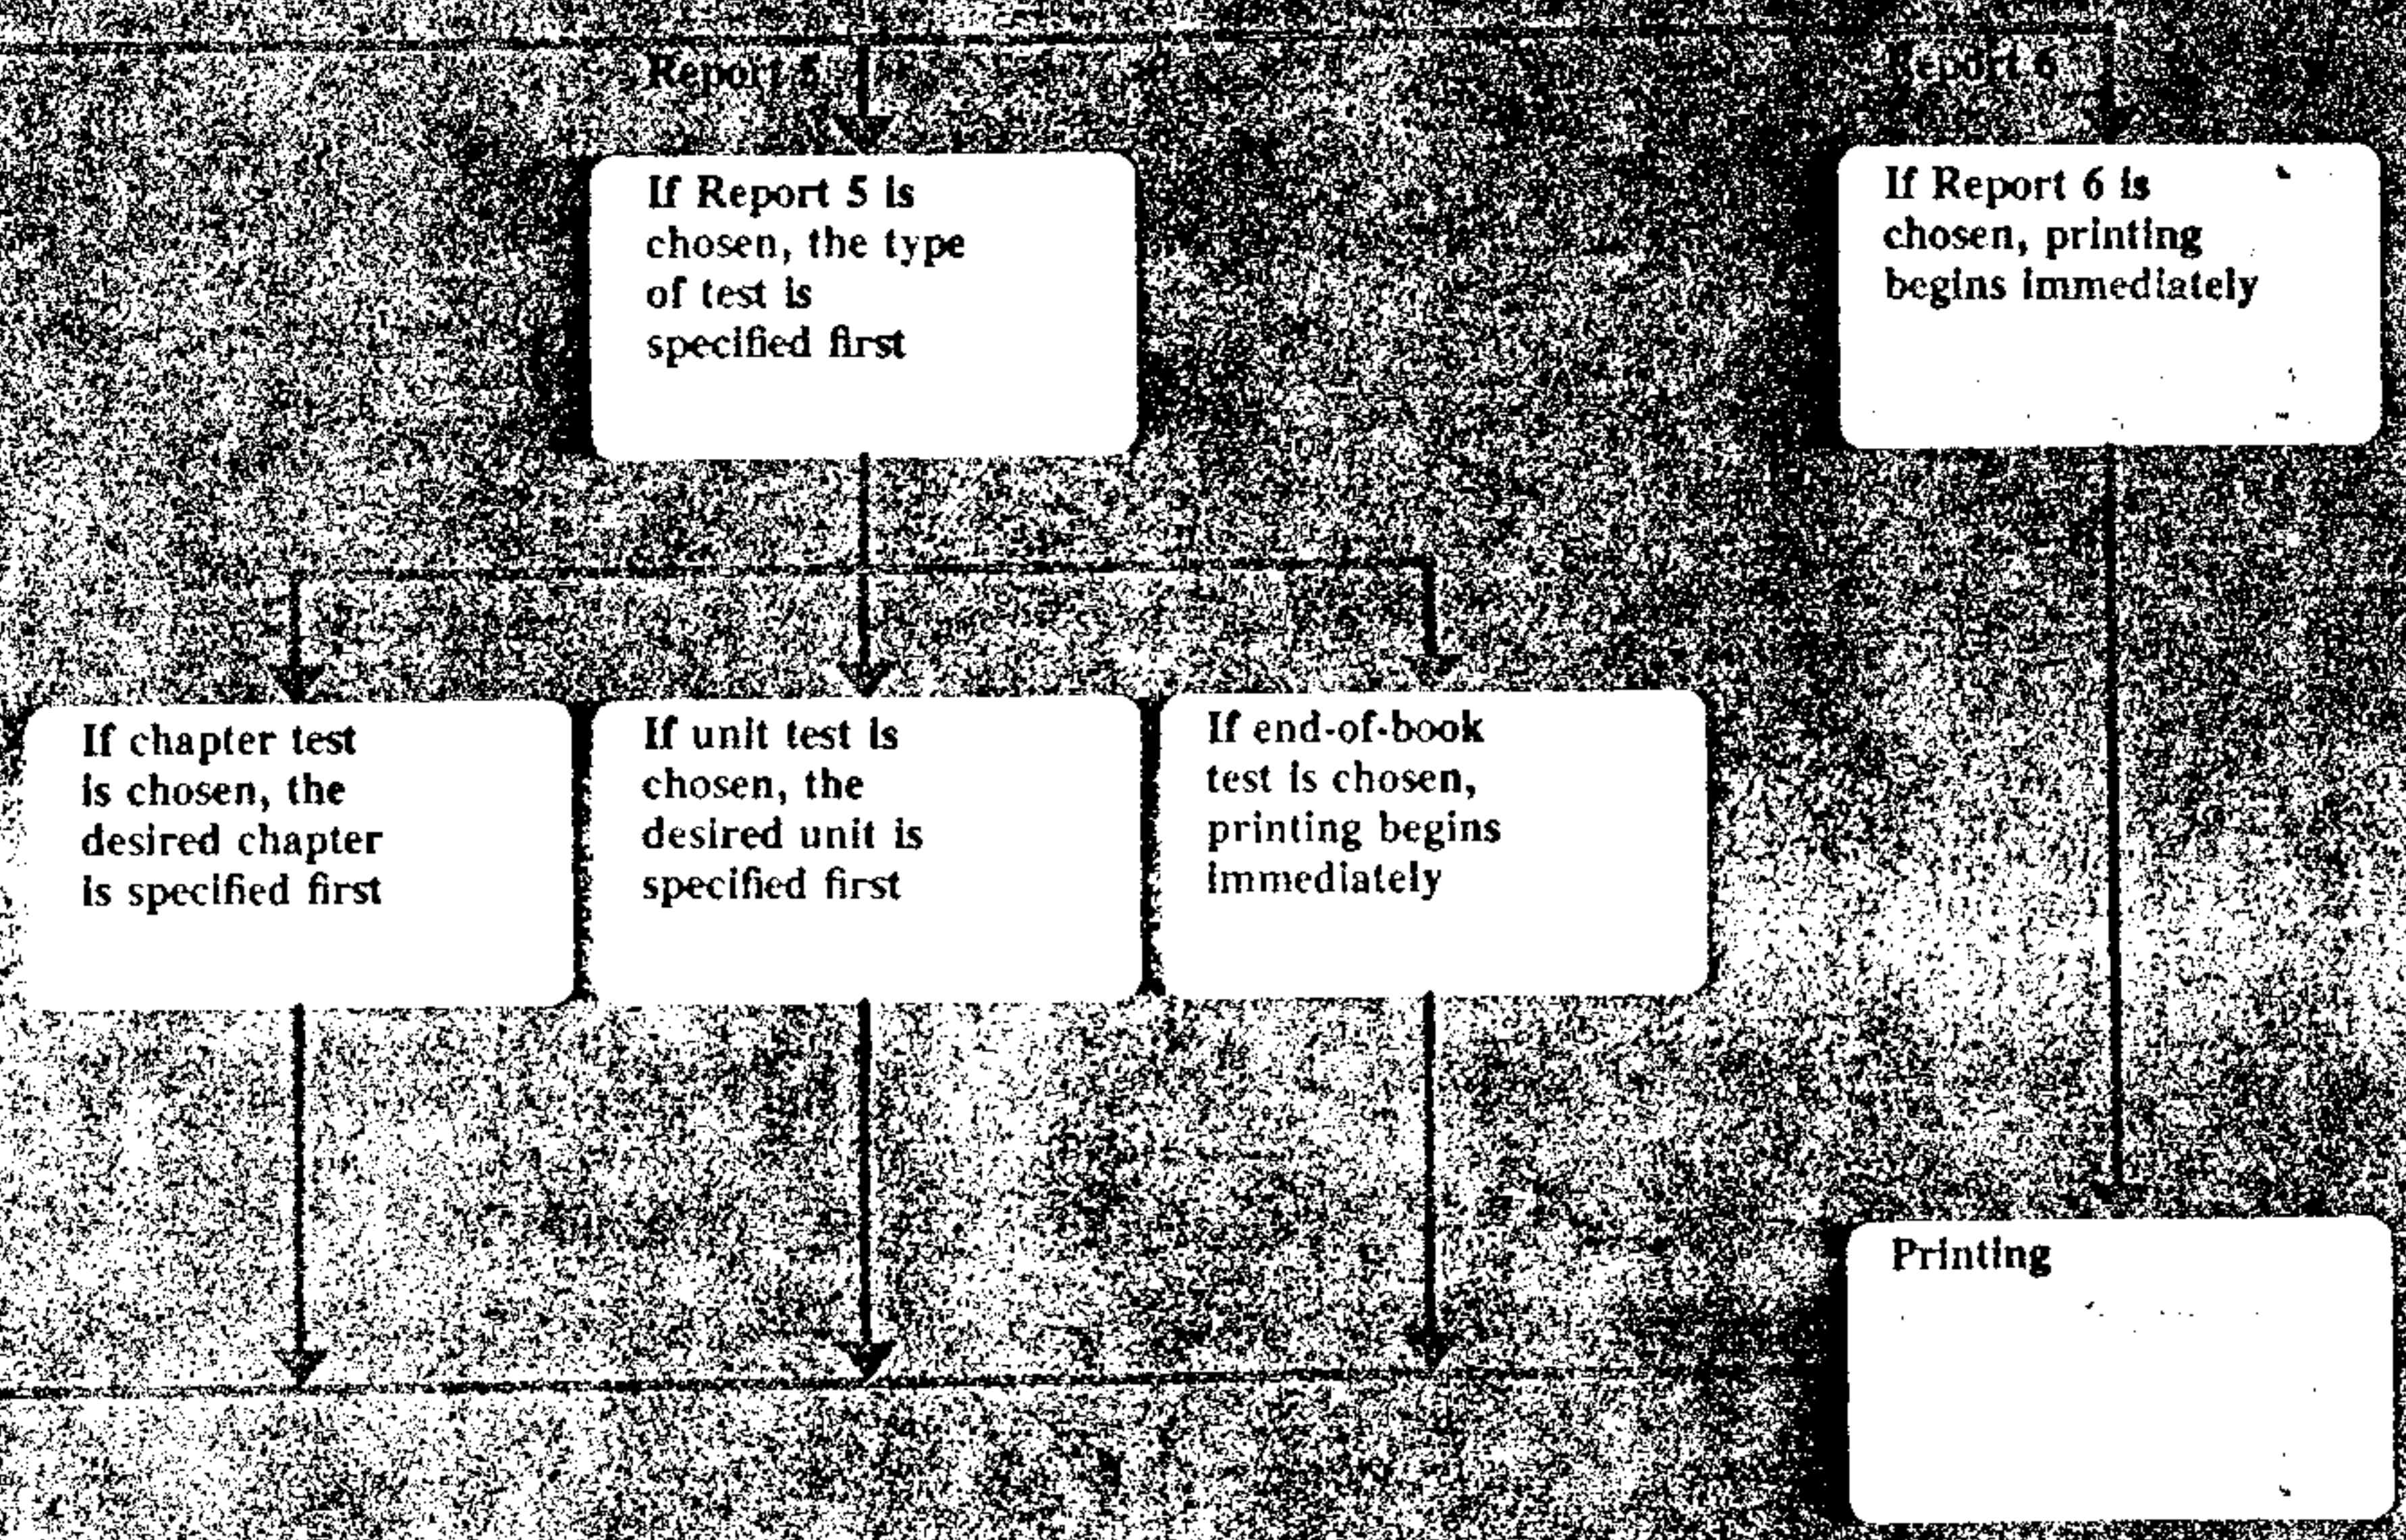 Report 5
Report 6
If Report 5 is
chosen, the type
of test is
specified first
If Report 6 is
chosen, printing
begins immediately
If chapter test
is chosen, the
desired chapter
is specified first
If unit test is
chosen, the
desired unit is
specified first
If end-of-book
test is chosen,
printing begins
immediately
Printing